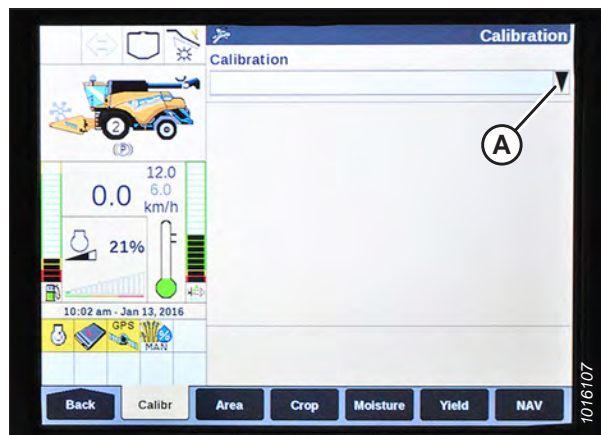 Calibration
Calibration
A
2
(P)
12.0
6.0
0.0
km/h
21%
10:02 am - Jan 13, 2016
GPS
MAN
Back
Calibr
Area
Crop
Moisture
Yield
NAV
1016107